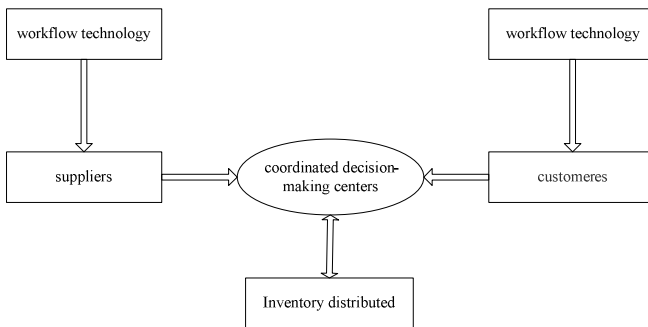 workflow technology
workflow technology
suppliers
coordinated decision-
making centers
customeres
Inventory distributed